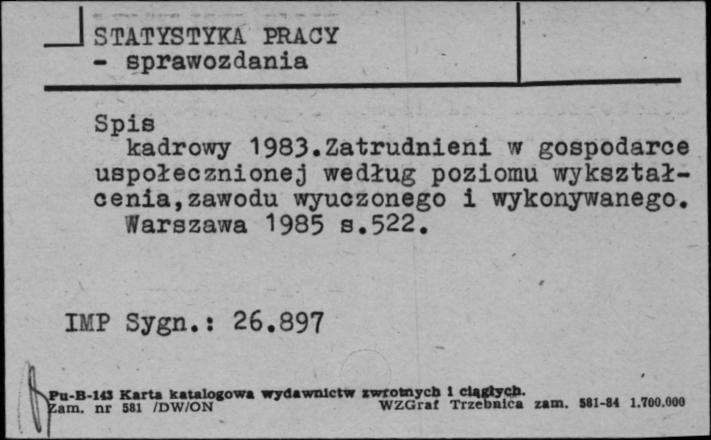 STATYSTYKA PRACY
- sprawozdania
Spis
kadrowy 1983.Zatrudnieni w gospodarce
uspołecznionej według poziomu wykształ-
cenia,zawodu wyuczonego i wykonywanego.
Warszawa 1985 s.522.
IMP Sygn.: 26.897
Pu-B-143 Karta katalogowa wydawnictw zwrotnych i ciągłych.
Zam. nr 581 /DW/ON WZGraf Trzebnica zam. 581-84 1.700.000